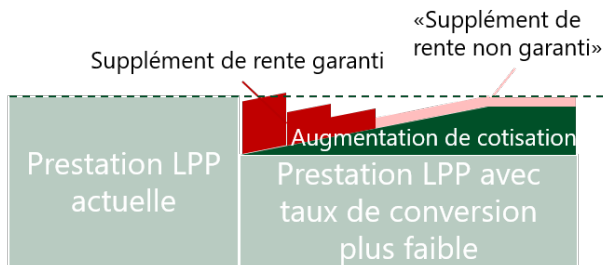 «Supplément de
rente non garanti»
Supplément de rente garanti
Augmentation de cotisation
Prestation LPP
actuelle
Prestation LPP avec
taux de conversion
plus faible